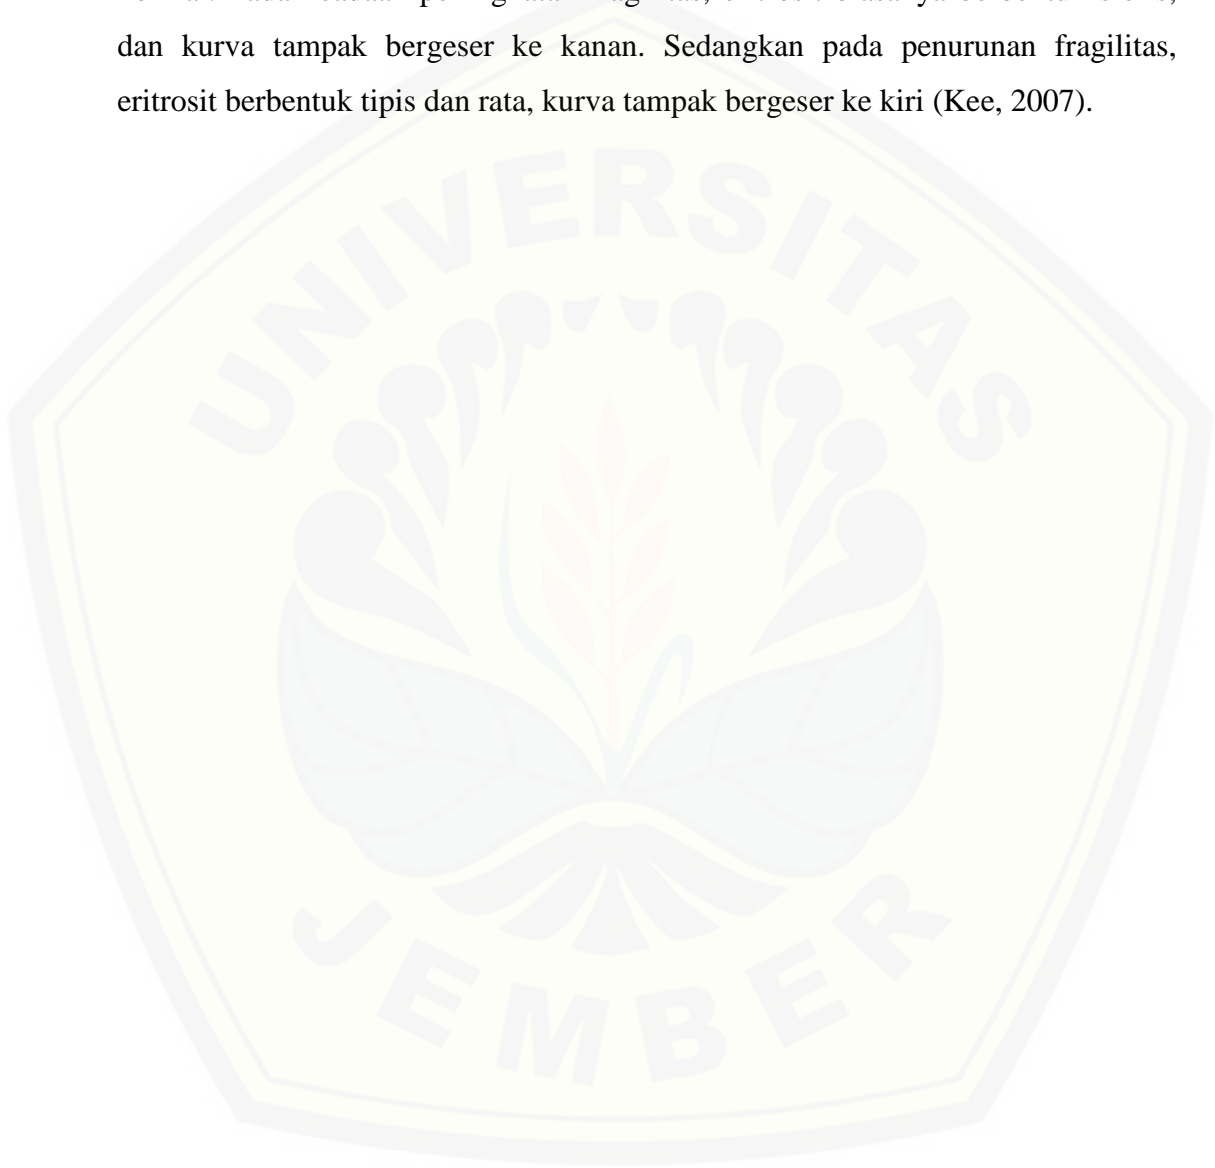 dan kurva tampak bergeser ke kanan. Sedangkan pada penurunan fragilitas,
eritrosit berbentuk tipis dan rata, kurva tampak bergeser ke kiri (Kee, 2007).
UNIVERSITAS
JEMBER